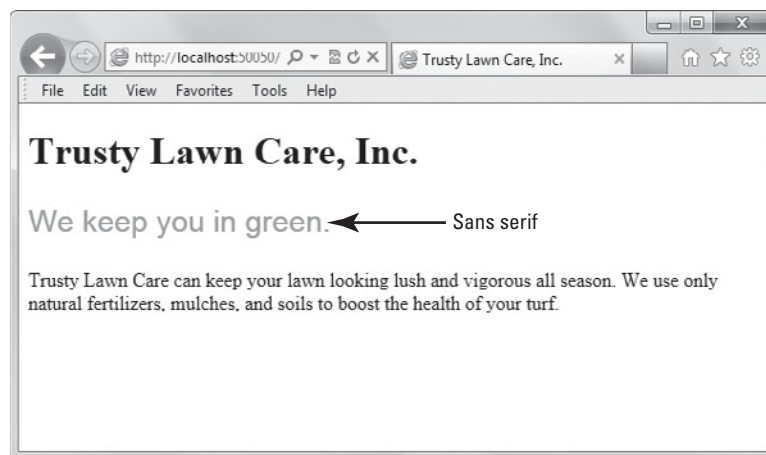 http://localhost:50050/
Trusty Lawn Care, Inc.
File Edit View Favorites Tools Help
Trusty Lawn Care, Inc.
We keep you in green.
Sans serif
Trusty Lawn Care can keep your lawn looking lush and vigorous all season. We use only
natural fertilizers, mulches, and soils to boost the health of your turf.